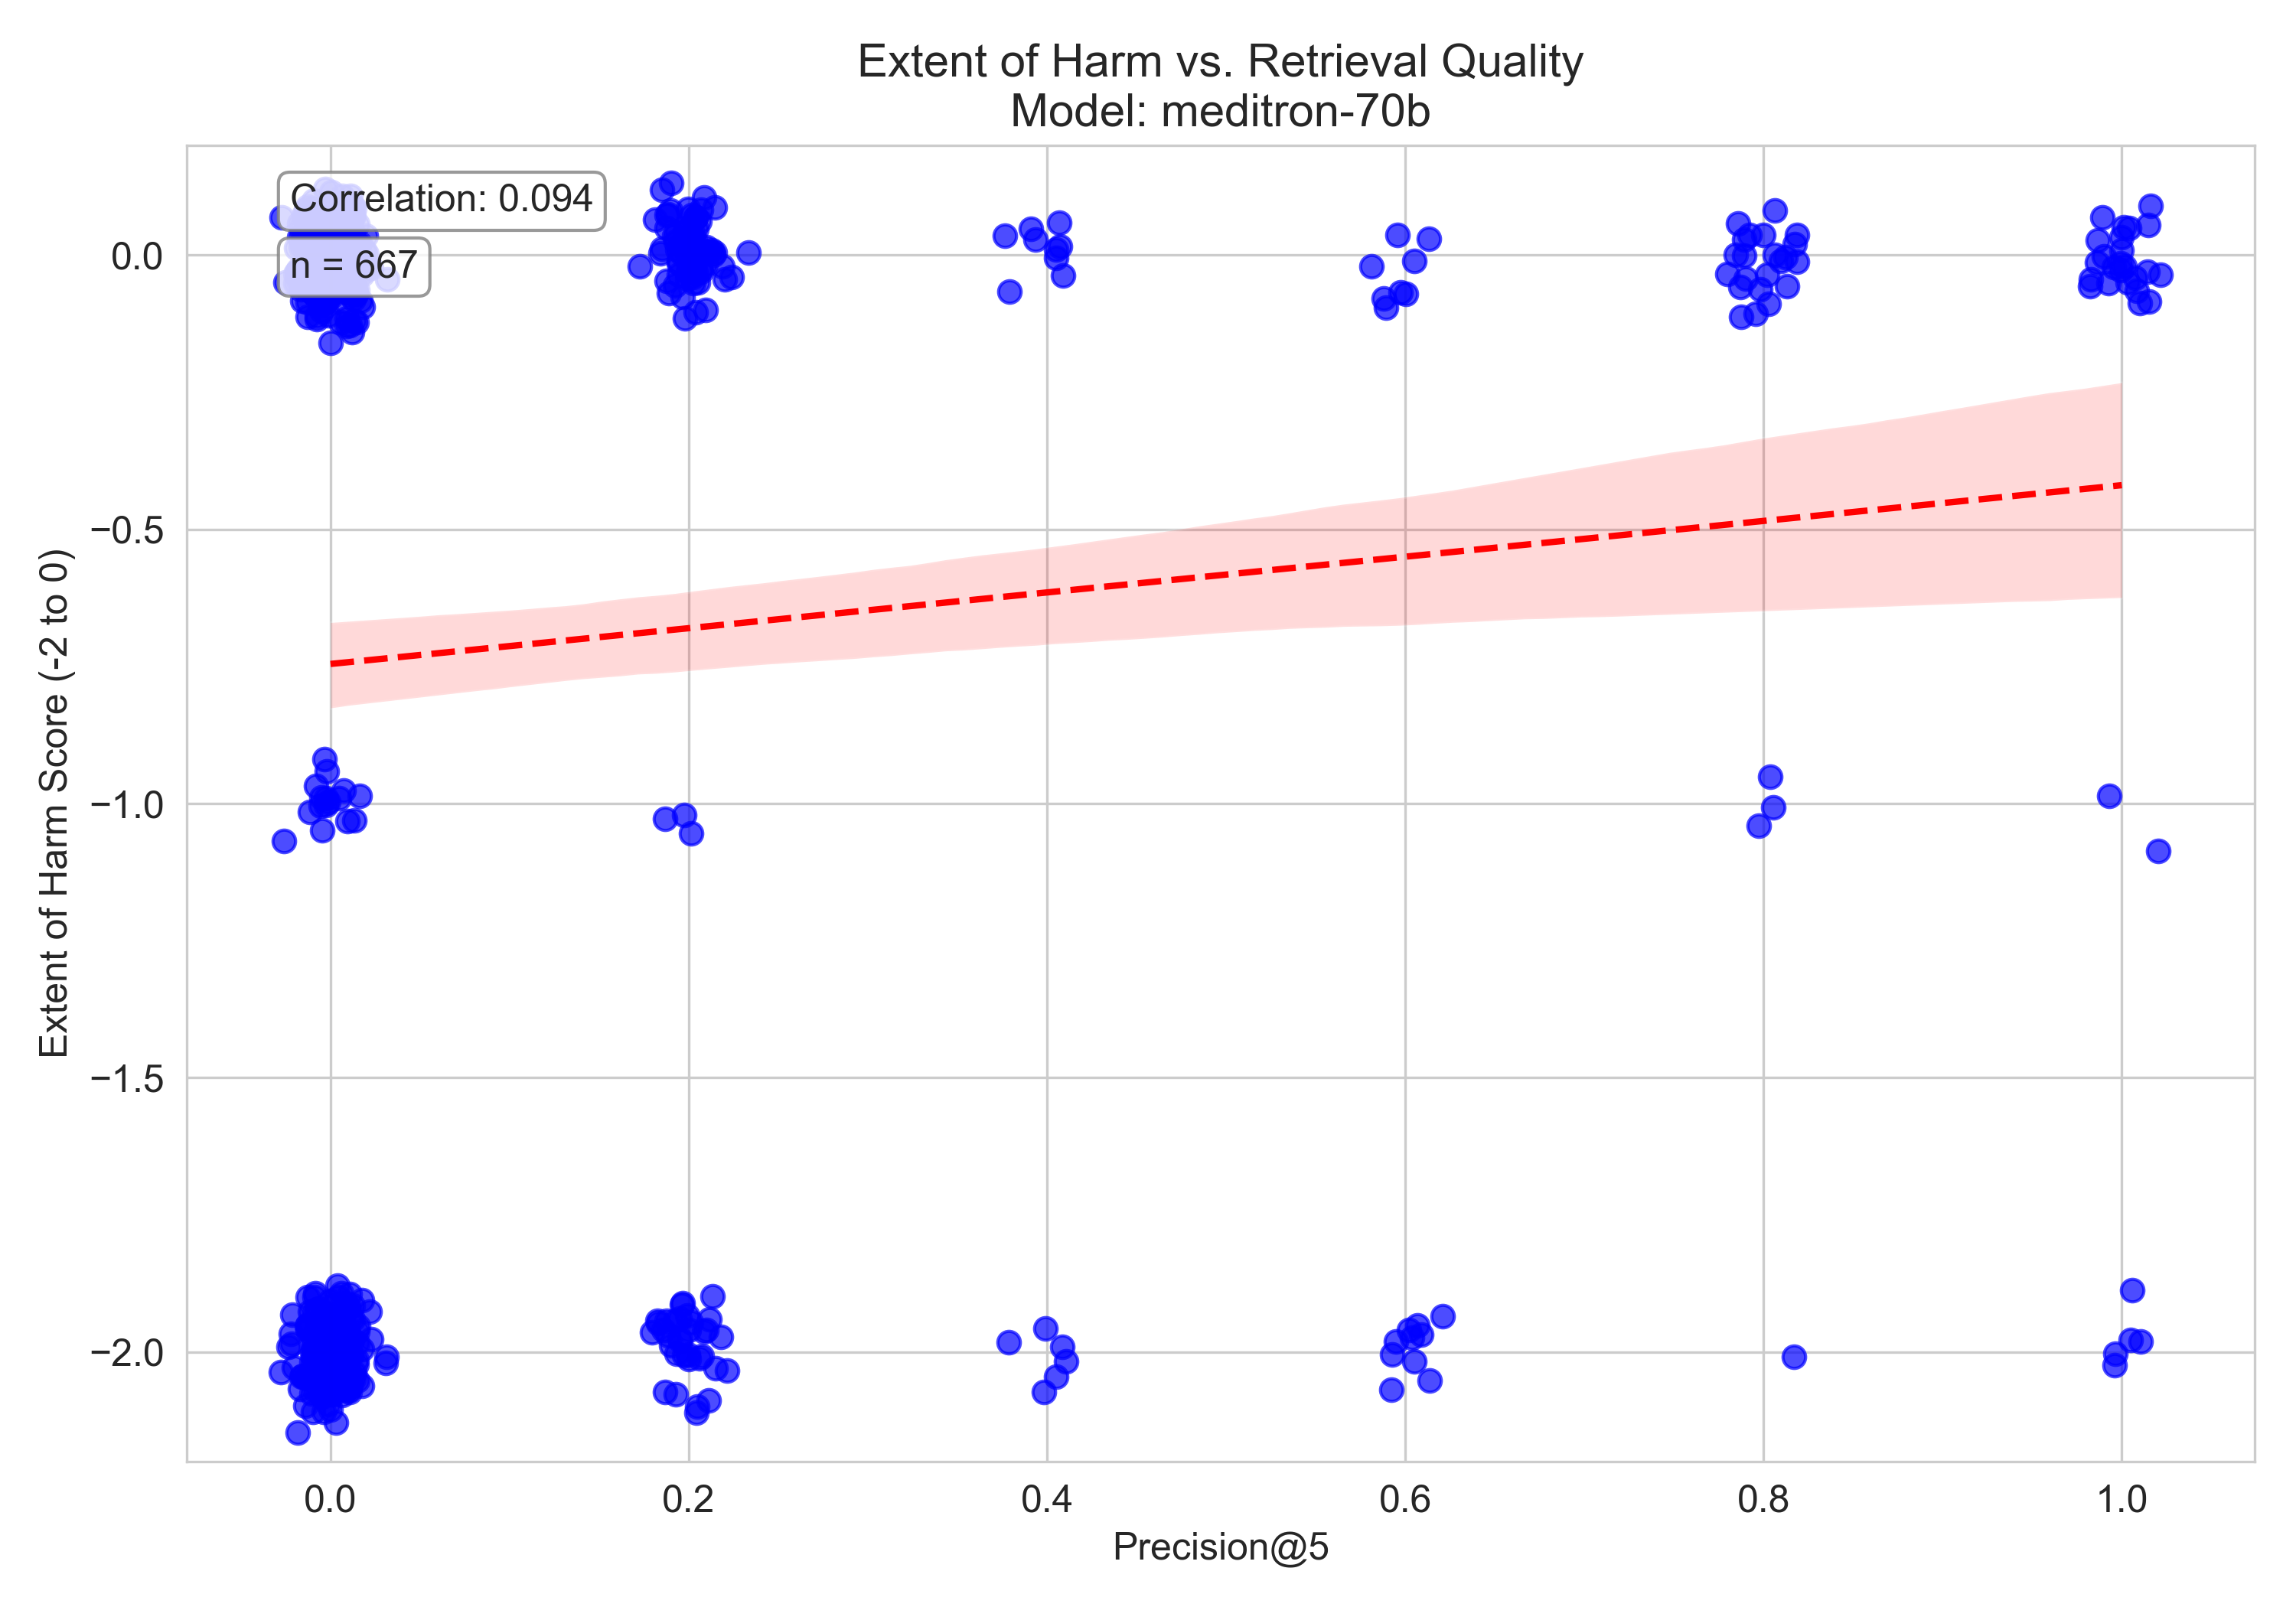 Extent of Harm vs. Retrieval Quality
Model: meditron-70b
Correlation: 0.094
n = 667
Extent of Harm Score (-2 to 0)
0.0
−0.5
−1.0
−1.5
−2.0
0.0 0.2 0.4 0.6 0.8 1.0
Precision@5